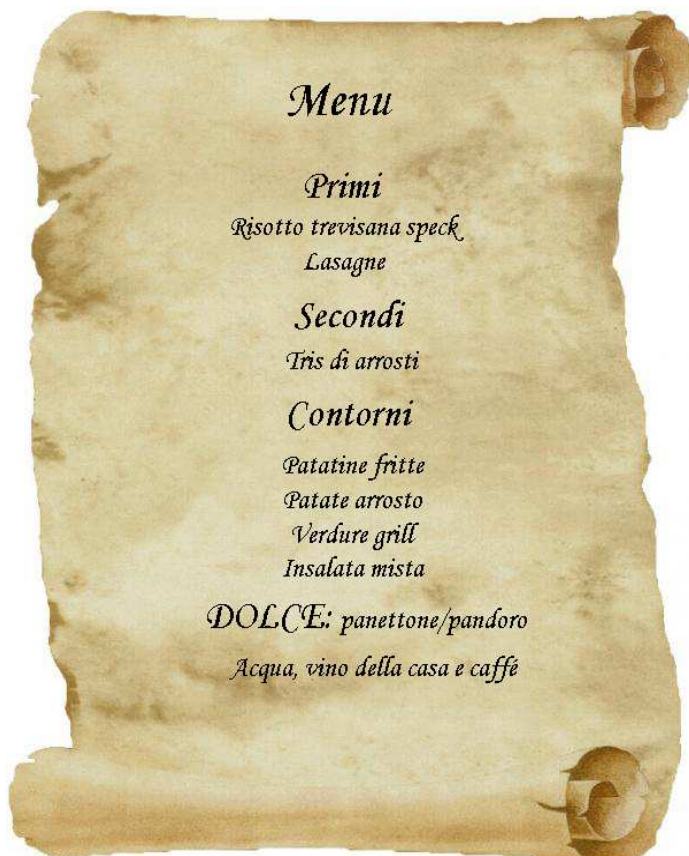 Menu
Primi
Risotto trevisana speck
Lasagne
Secondi
Tris di arrosti
Contorni
Patatine fritte
Patate arrosto
Verdure grill
Insalata mista
DOLCE: panettone/pandoro
Acqua, vino della casa e caffé